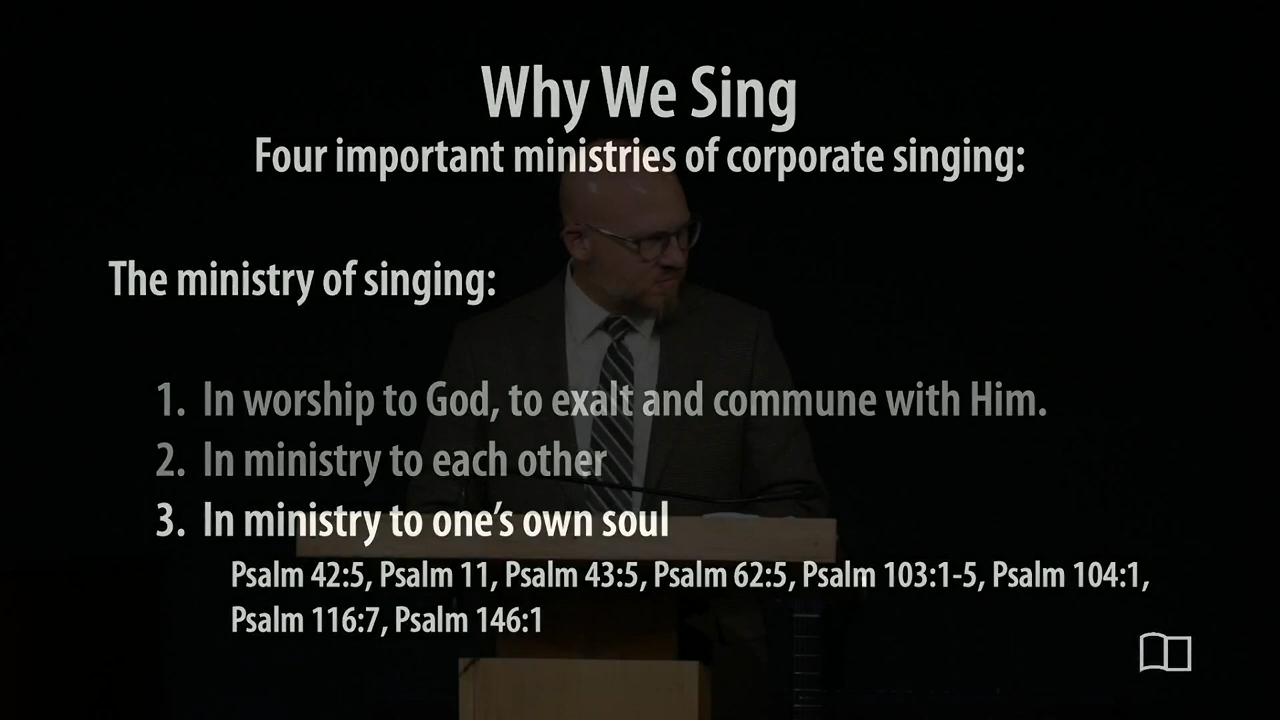 Why We Sing
Four important ministries of corporate singing:
The ministry of singing:
1. In worship to God, to exalt and commune with Him.
2. In ministry to each other
3. In ministry to one’s own soul
Psalm 42:5, Psalm 11, Psalm 43:5, Psalm 62:5, Psalm 103:1-5, Psalm 104:1,
Psalm 116:7, Psalm 146:1